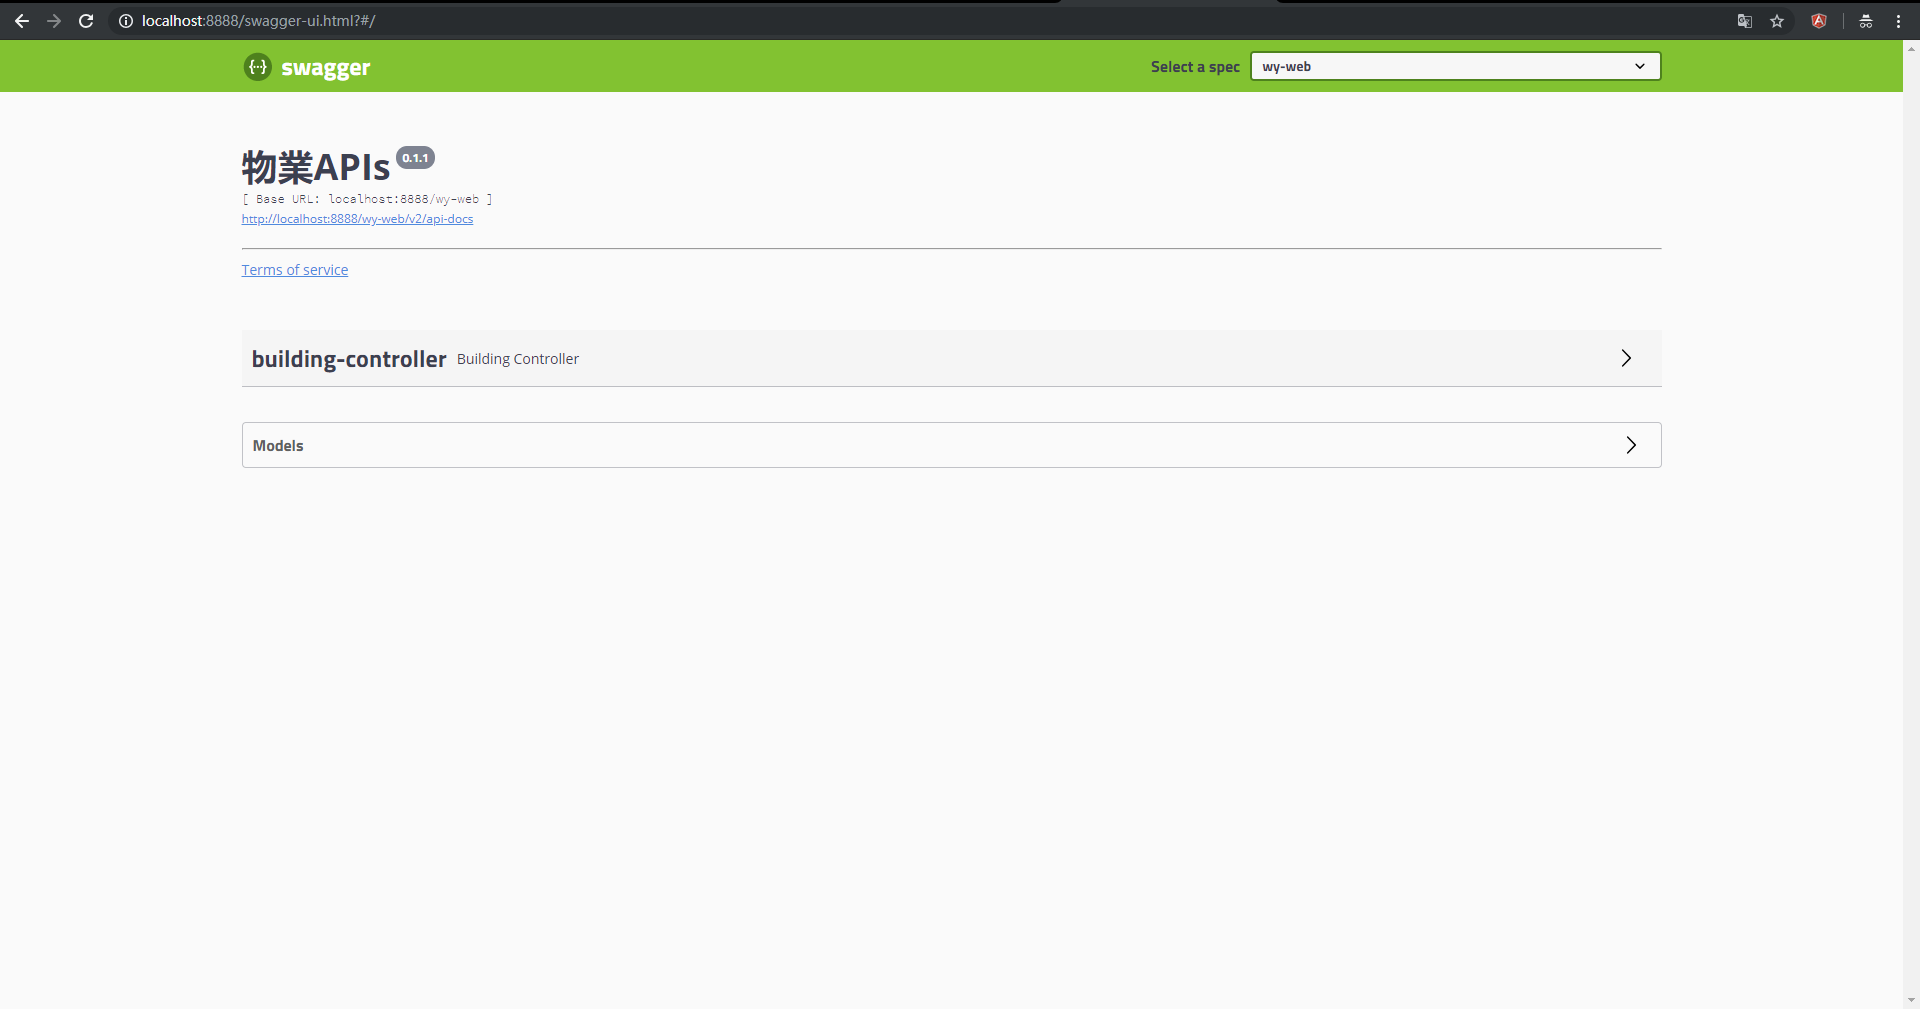 localhost:8888/swagger-ui.html?#/
{···} swagger
Select a spec
wy-web
物業APIs 0.1.1
[ Base URL: localhost:8888/wy-web ]
http://localhost:8888/wy-web/v2/api-docs
Terms of service
building-controller Building Controller
Models